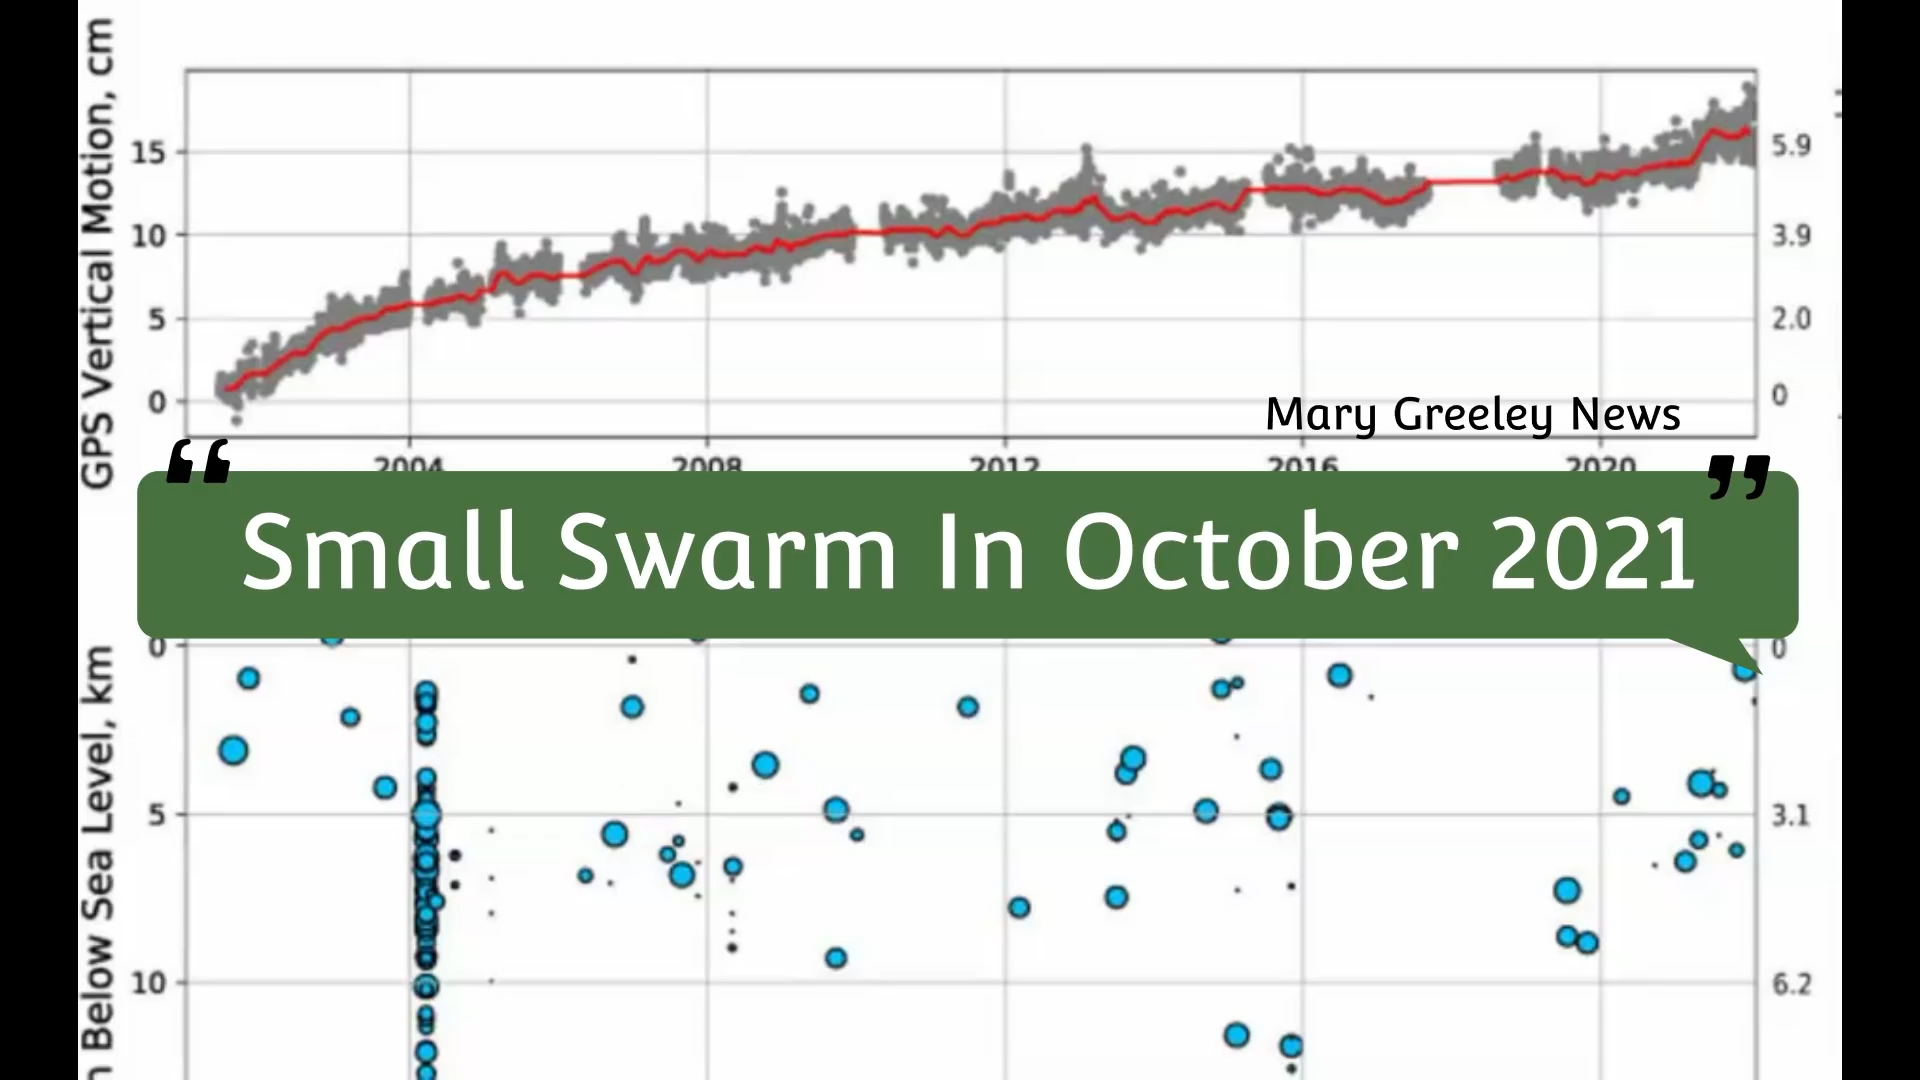 GPS Vertical Motion, cm
15
10
5
0
5.9
3.9
2.0
0
Mary Greeley News
2004 2008 2012 2016 2020
“ Small Swarm In October 2021 ”
Below Sea Level, km
0
5
10
0
3.1
6.2